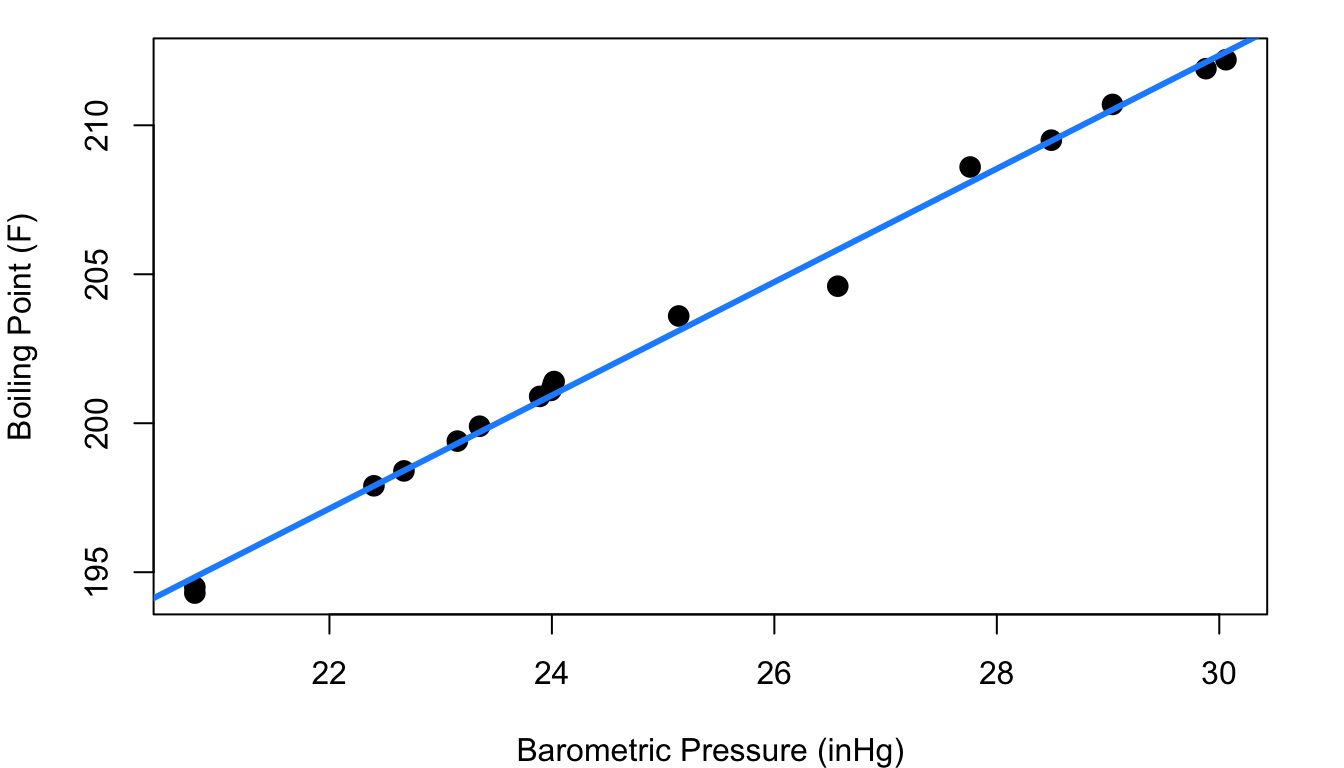 Boiling Point (F)
210
205
200
195
22 24 26 28 30
Barometric Pressure (inHg)